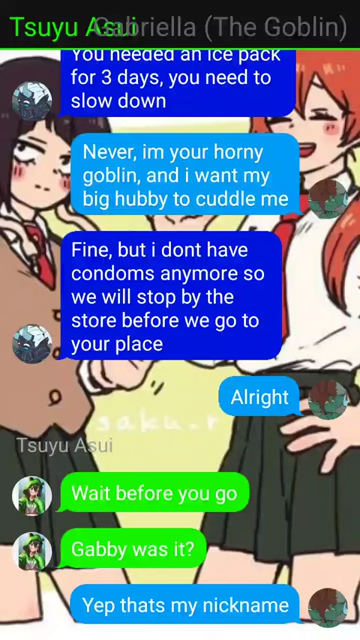 Tsuyu Asui Gabriella (The Goblin)
You needed an ice pack
for 3 days, you need to
slow down
Never, im your horny
goblin, and i want my
big hubby to cuddle me
Fine, but i dont have
condoms anymore so
we will stop by the
store before we go to
your place
Alright
saku_r
Tsuyu Asui
Wait before you go
Gabby was it?
Yep thats my nickname